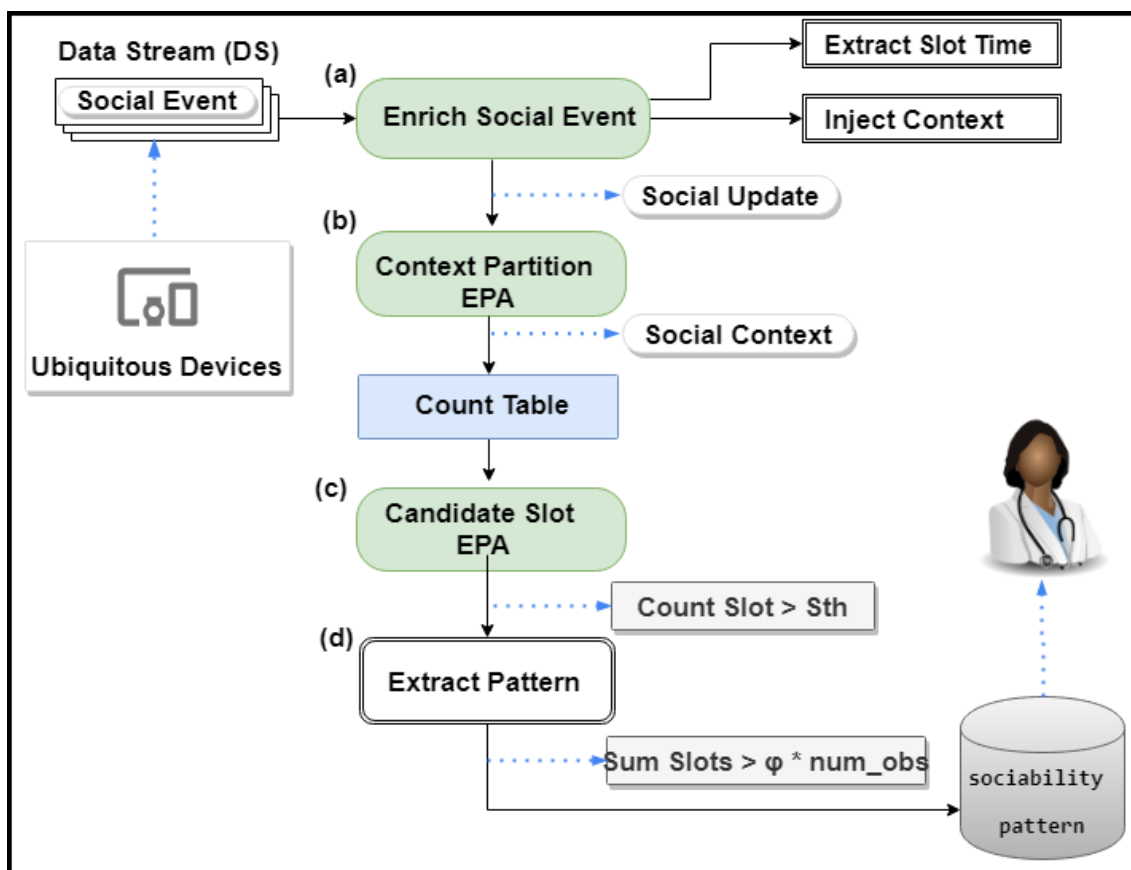 Data Stream (DS)
Social Event
(a)
Enrich Social Event
Extract Slot Time
Inject Context
Social Update
(b)
Context Partition
EPA
Ubiquitous Devices
Social Context
Count Table
(c)
Candidate Slot
EPA
Count Slot > Sth
(d)
Extract Pattern
Sum Slots > φ * num_obs
sociability
pattern